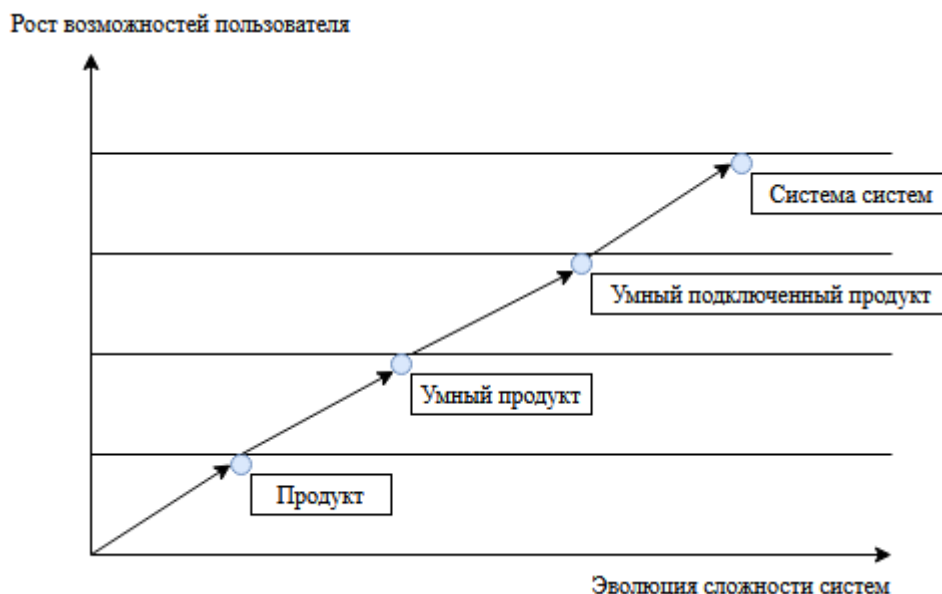 Рост возможностей пользователя
Система систем
Умный подключенный продукт
Умный продукт
Продукт
Эволюция сложности систем